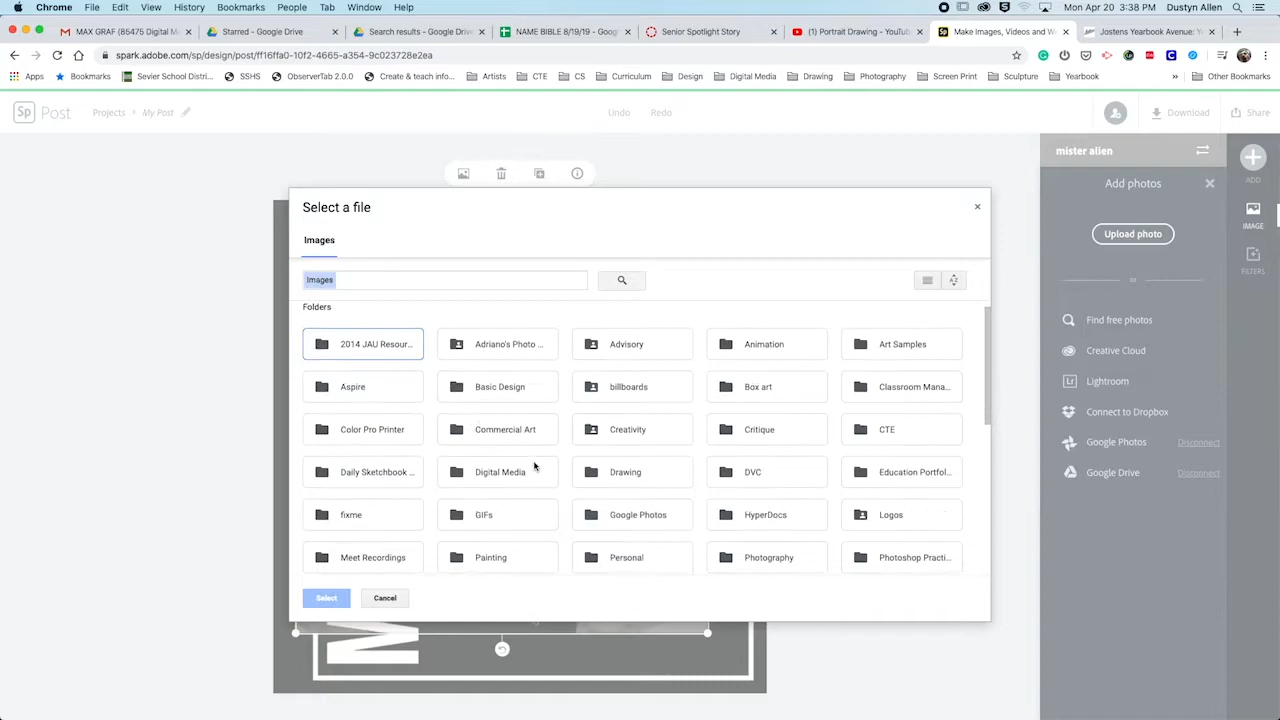 Chrome File Edit View History Bookmarks People Tab Window Help Mon Apr 20 3:38 PM Dustyn Allen
MAX GRAF (85475 Digital M Starred - Google Drive Search results - Google Driv NAME BIBLE 8/19/19 - Goog Senior Spotlight Story (1) Portrait Drawing - YouTub Make Images, Videos and W Jostens Yearbook Avenue: Y
spark.adobe.com/sp/design/post/ff16ffa0-10f2-4665-a354-9c023728e2ea
Apps Bookmarks Sevier School Distri... SSHS ObserverTab 2.0.0 Create & teach info... Artists CTE CS Curriculum Design Digital Media Drawing Photography Screen Print Sculpture Yearbook » Other Bookmarks
Sp Post Projects My Post Undo Redo Download Share
mister alien
Add photos
ADD
Upload photo
IMAGE
or
FILTERS
Find free photos
Creative Cloud
Lr Lightroom
Connect to Dropbox
Google Photos Disconnect
Google Drive Disconnect
Select a file
Images
Images
Folders
2014 JAU Resour... Adriano's Photo ... Advisory Animation Art Samples
Aspire Basic Design billboards Box art Classroom Mana...
Color Pro Printer Commercial Art Creativity Critique CTE
Daily Sketchbook ... Digital Media Drawing DVC Education Portfol...
fixme GIFs Google Photos HyperDocs Logos
Meet Recordings Painting Personal Photography Photoshop Practi...
Select Cancel